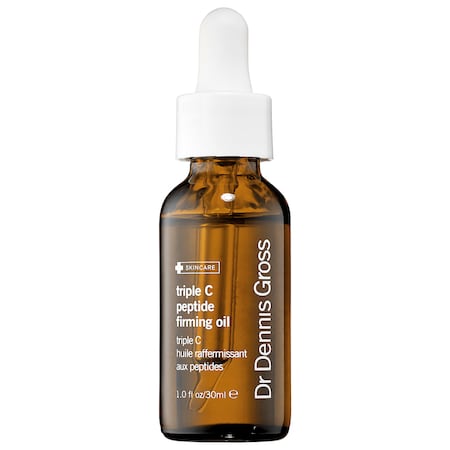 SKINCARE
triple C
peptide
firming oil
triple C
huile raffermissant
aux peptides
1.0 fl oz/30ml ℮
Dr Dennis Gross